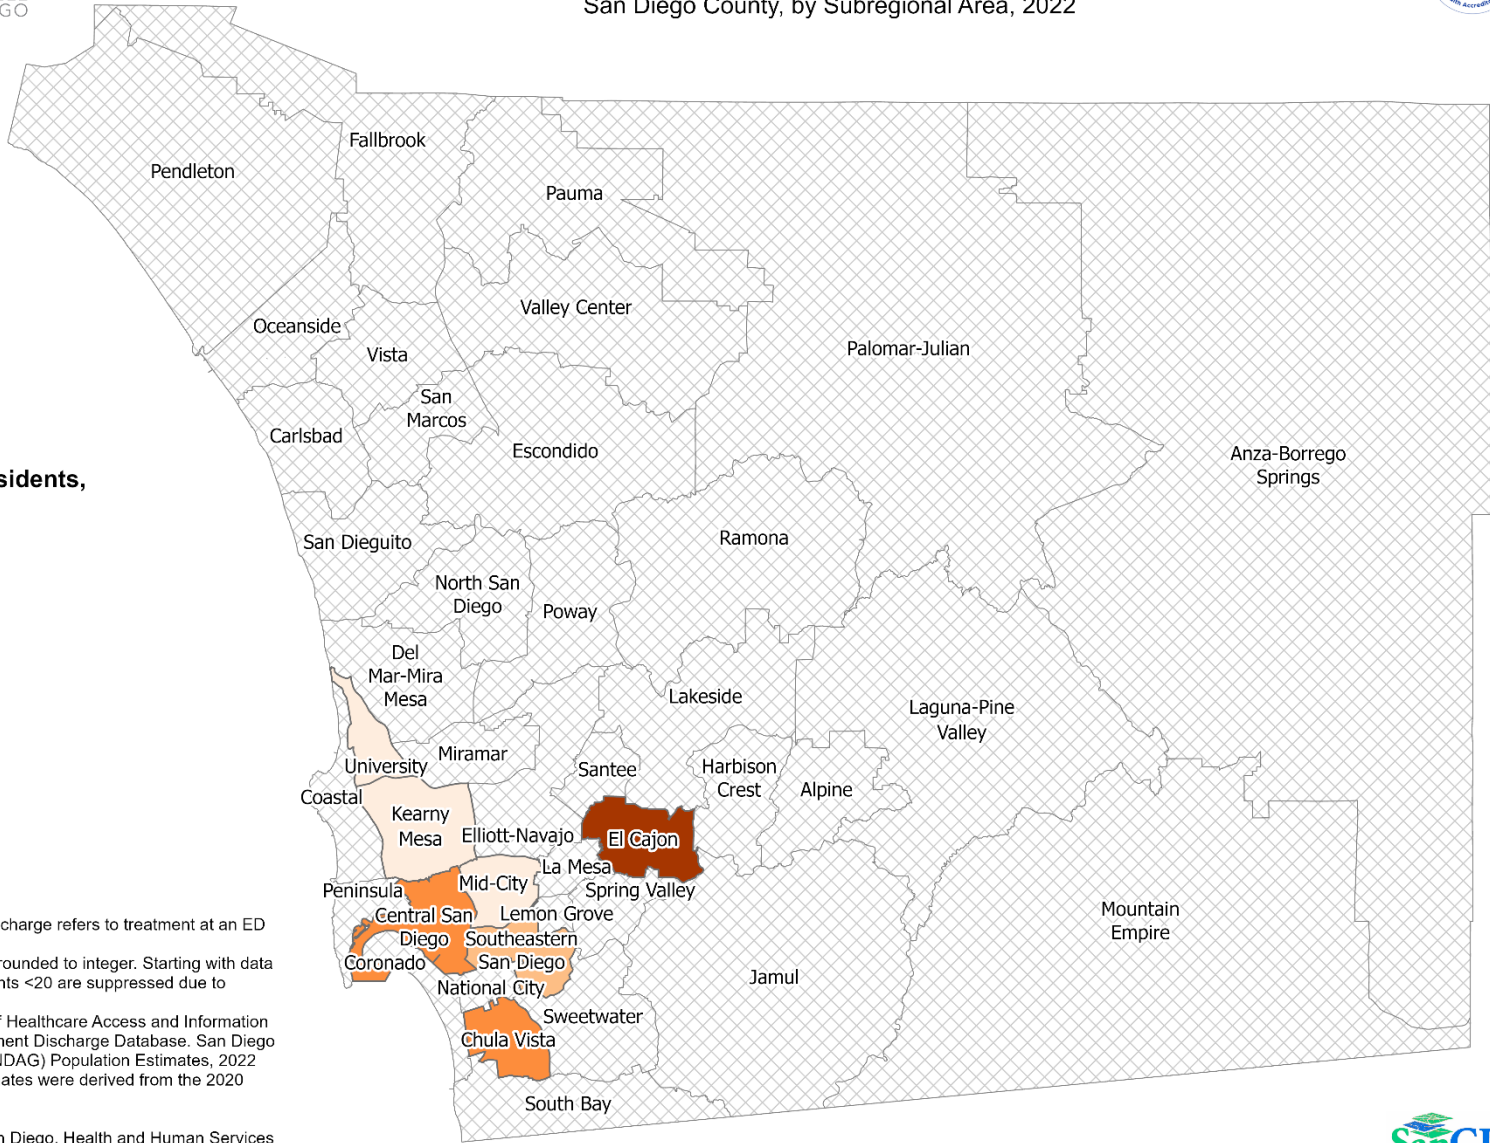 GO
San Diego County, by Subregional Area, 2022
Fallbrook
Pendleton
Pauma
Valley Center
Oceanside
Vista
Palomar-Julian
San
Marcos
Carlsbad
Escondido
Anza-Borrego
Springs
sidents,
San Dieguito
Ramona
North San
Diego
Poway
Del
Mar-Mira
Mesa
Lakeside
Laguna-Pine
Valley
Miramar
University
Santee
Harbison
Crest
Alpine
Coastal
Kearny
Mesa
Elliott-Navajo
El Cajon
La Mesa
Mid-City
Peninsula
Spring Valley
Central San
Diego
Lemon Grove
Southeastern
San Diego
Mountain
Empire
Coronado
Jamul
National City
Sweetwater
Chula Vista
South Bay
charge refers to treatment at an ED
rounded to integer. Starting with data
nts <20 are suppressed due to
f Healthcare Access and Information
nent Discharge Database. San Diego
NDAG) Population Estimates, 2022
ates were derived from the 2020
n Diego, Health and Human Services